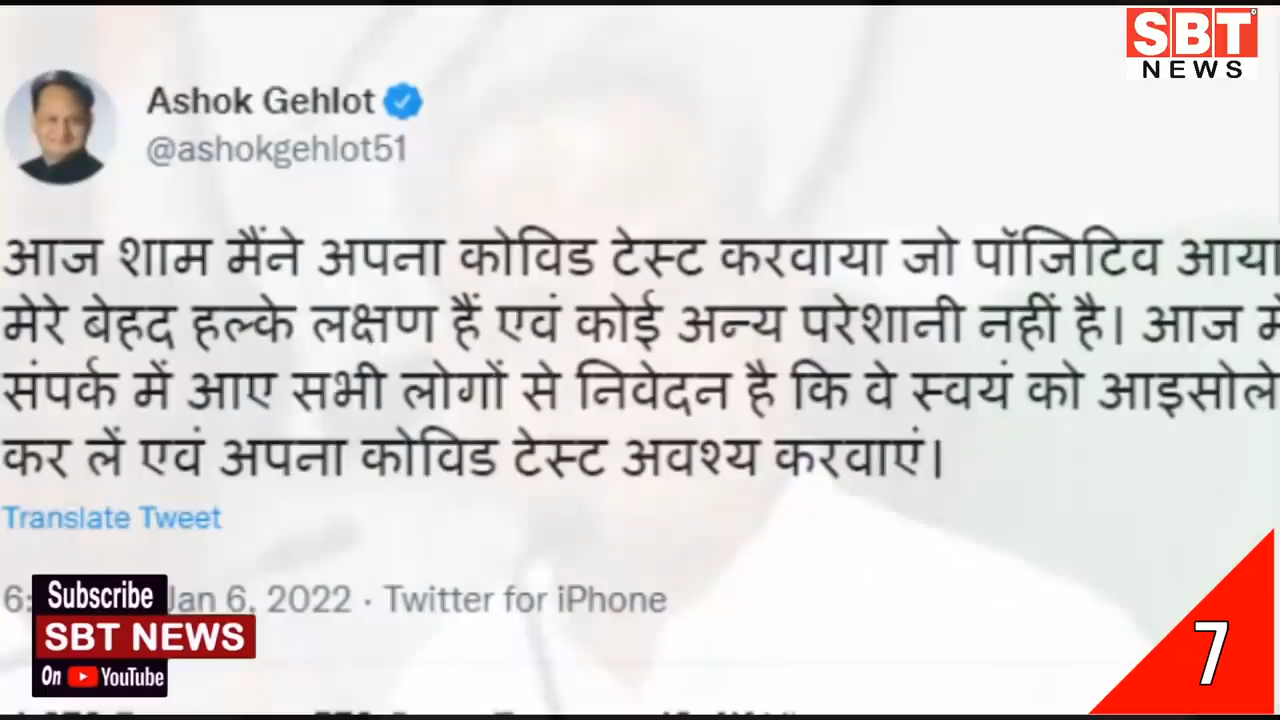 SBT
NEWS
Ashok Gehlot
@ashokgehlot51
आज शाम मैंने अपना कोविड टेस्ट करवाया जो पॉजिटिव आया
मेरे बेहद हल्के लक्षण हैं एवं कोई अन्य परेशानी नहीं है। आज
संपर्क में आए सभी लोगों से निवेदन है कि वे स्वयं को आइसोले
कर लें एवं अपना कोविड टेस्ट अवश्य करवाएं।
Translate Tweet
6: Jan 6, 2022 · Twitter for iPhone
Subscribe
SBT NEWS
On YouTube
7